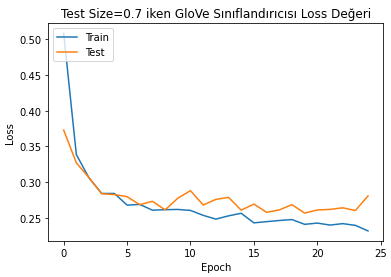 Test Size=0.7 iken GloVe Sınıflandırıcısı Loss Değeri
Train
Test
Loss
0.50
0.45
0.40
0.35
0.30
0.25
0
5
10
15
20
25
Epoch